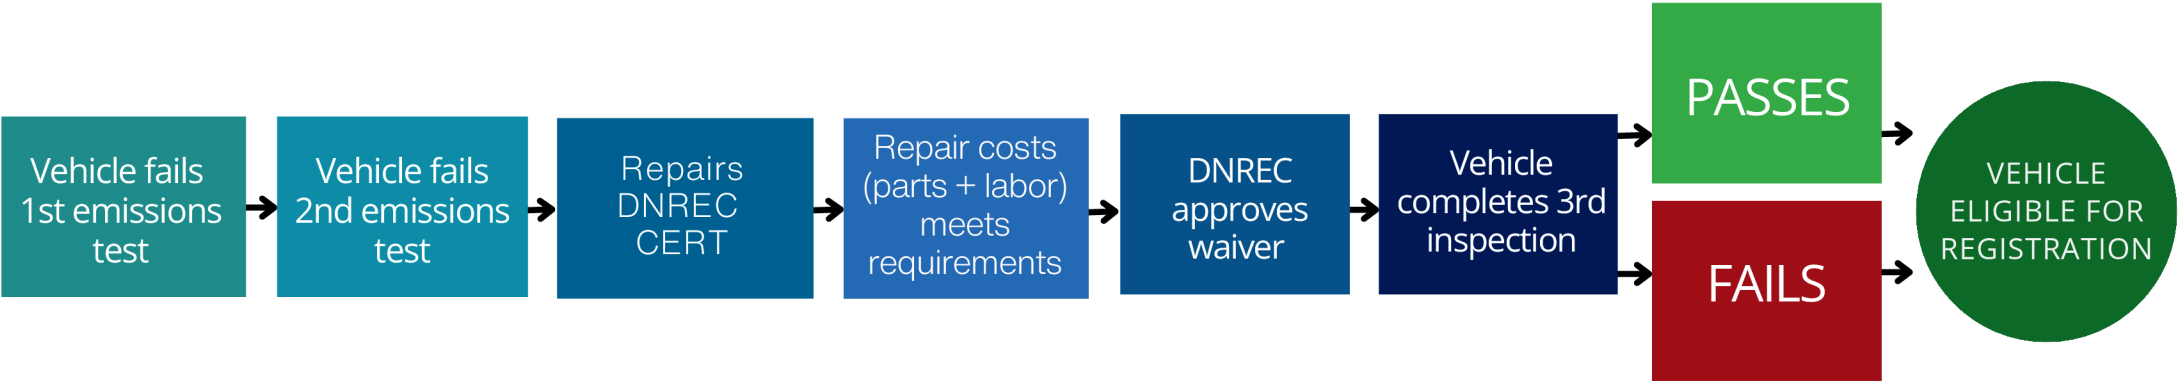 Vehicle fails
1st emissions
test
Vehicle fails
2nd emissions
test
Repairs
DNREC
CERT
Repair costs
(parts + labor)
meets
requirements
DNREC
approves
waiver
Vehicle
completes 3rd
inspection
PASSES
FAILS
VEHICLE
ELIGIBLE FOR
REGISTRATION